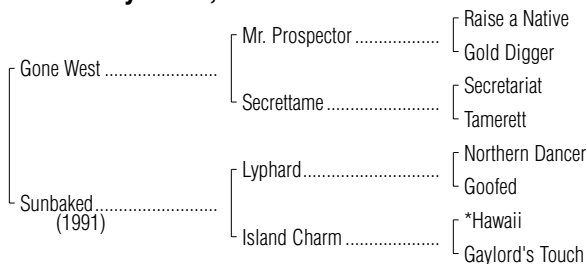 Raise a Native
Mr. Prospector
Gold Digger
Gone West
Secretariat
Secrettame
Tamerett
Northern Dancer
Lyphard
Goofed
Sunbaked
(1991)
*Hawaii
Island Charm
Gaylord's Touch